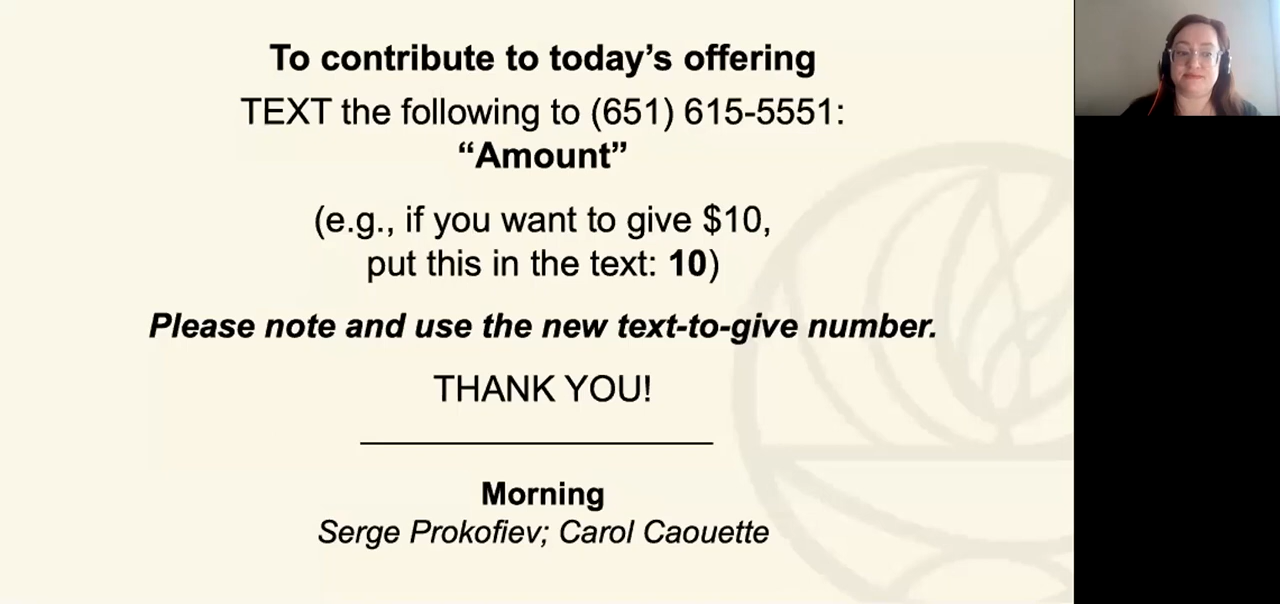 To contribute to today’s offering
TEXT the following to (651) 615-5551:
“Amount”
(e.g., if you want to give $10,
put this in the text: 10)
Please note and use the new text-to-give number.
THANK YOU!
Morning
Serge Prokofiev; Carol Caouette